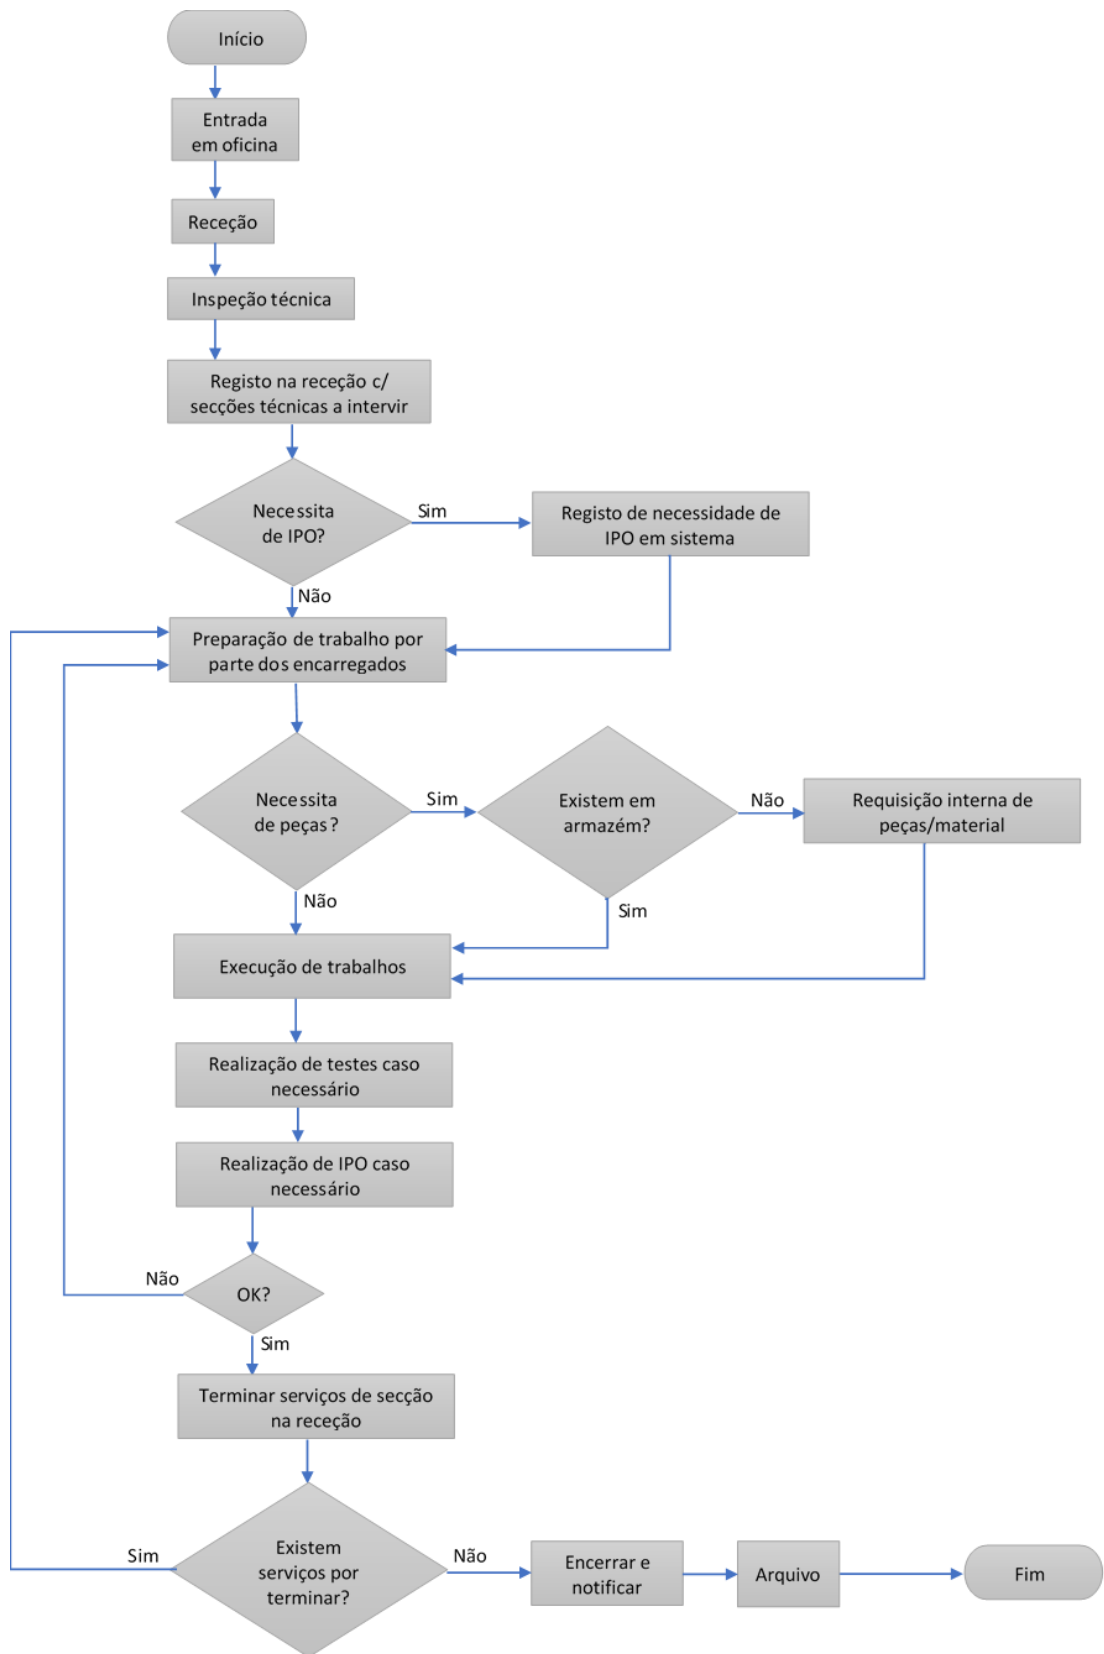 Início
Entrada
em oficina
Receção
Inspeção técnica
Registo na receção c/
secções técnicas a intervir
Necessita
de IPO?
Sim
Registo de necessidade de
IPO em sistema
Não
Preparação de trabalho por
parte dos encarregados
Necessita
de peças?
Sim
Existem em
armazém?
Não
Requisição interna de
peças/material
Não
Sim
Execução de trabalhos
Realização de testes caso
necessário
Realização de IPO caso
necessário
Não
OK?
Sim
Terminar serviços de secção
na receção
Sim
Existem
serviços por
terminar?
Não
Encerrar e
notificar
Arquivo
Fim